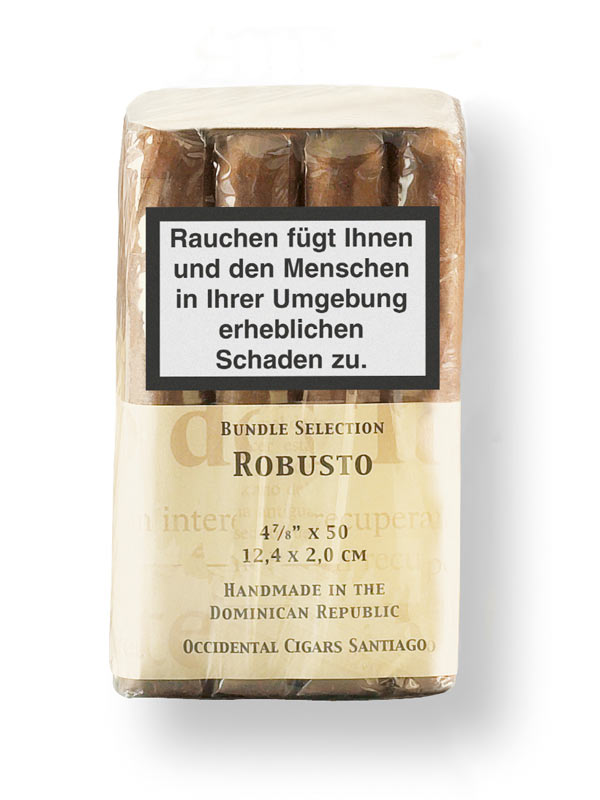 Rauchen fügt Ihnen
und den Menschen
in Ihrer Umgebung
erheblichen
Schaden zu.
Bundle Selection
Robusto
4⅞” x 50
12,4 x 2,0 cm
Handmade in the
Dominican Republic
Occidental Cigars Santiago